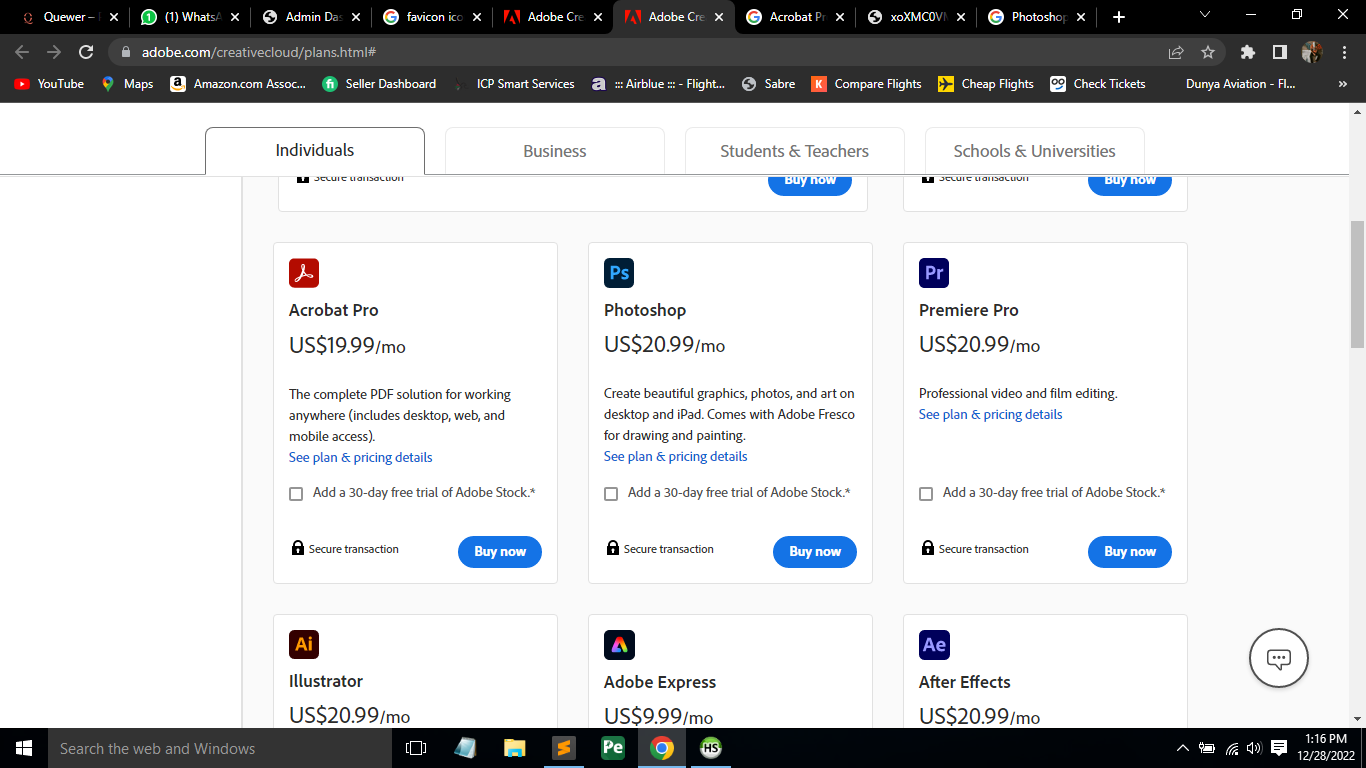 Quewer –
(1) WhatsA
Admin Das
favicon ico
Adobe Cre
Adobe Cre
Acrobat Pr
xoXMC0VM
Photoshop
adobe.com/creativecloud/plans.html#
YouTube
Maps
Amazon.com Assoc...
Seller Dashboard
ICP Smart Services
::: Airblue ::: - Flight...
Sabre
Compare Flights
Cheap Flights
Check Tickets
Dunya Aviation - Fl...
»
Individuals
Business
Students & Teachers
Schools & Universities
Secure transaction
Buy now
Secure transaction
Buy now
Acrobat Pro
US$19.99/mo
The complete PDF solution for working
anywhere (includes desktop, web, and
mobile access).
See plan & pricing details
Add a 30-day free trial of Adobe Stock.*
Secure transaction
Buy now
Ps
Photoshop
US$20.99/mo
Create beautiful graphics, photos, and art on
desktop and iPad. Comes with Adobe Fresco
for drawing and painting.
See plan & pricing details
Add a 30-day free trial of Adobe Stock.*
Secure transaction
Buy now
Pr
Premiere Pro
US$20.99/mo
Professional video and film editing.
See plan & pricing details
Add a 30-day free trial of Adobe Stock.*
Secure transaction
Buy now
Ai
Illustrator
US$20.99/mo
Adobe Express
US$9.99/mo
Ae
After Effects
US$20.99/mo
Search the web and Windows
Pe
HS
1:16 PM
12/28/2022